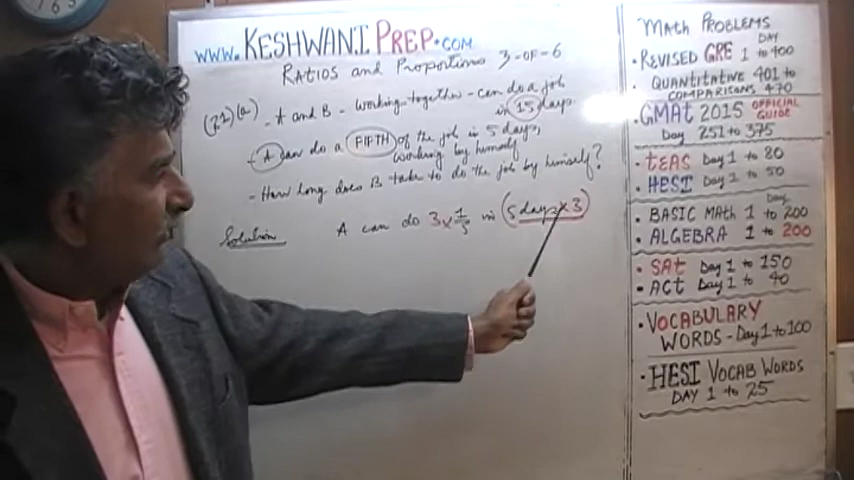 www.KESHWANIPREP.COM
RATIOS and Proportions 3-OF-6
(21)(a) - A and B - working together - can do a job
in 15 days.
- A can do a FIFTH of the job in 5 days,
working by himself
- How long does B take to do the job by himself?
Solution A can do 3 x 1/5 in (5 days x 3)
MATH PROBLEMS
DAY
• REVISED GRE 1 to 400
• QUANTITATIVE 401 to
COMPARISONS 470
• GMAT 2015 OFFICIAL
GUIDE
Day 251 to 375
• TEAS Day 1 to 80
• HESI Day 1 to 50
Day
• BASIC MATH 1 to 200
• ALGEBRA 1 to 200
• SAT Day 1 to 150
• ACT Day 1 to 40
• VOCABULARY
WORDS - Day 1 to 100
• HESI VOCAB WORDS
DAY 1 to 25